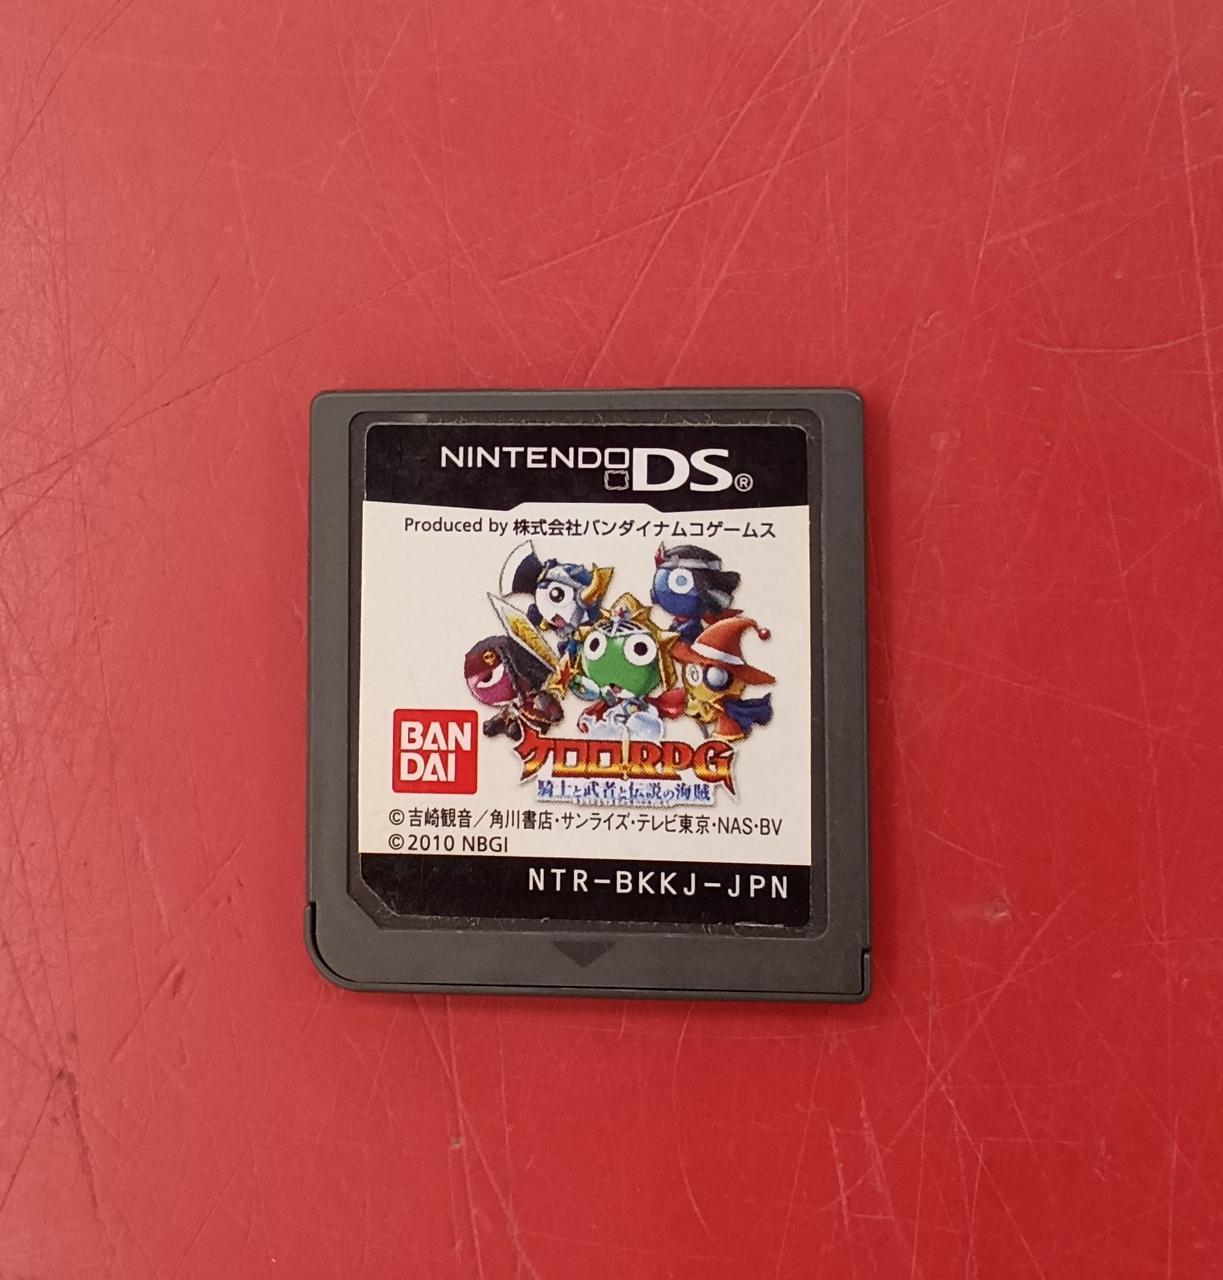 NINTENDO DS®
Produced by 株式会社バンダイナムコゲームス
BAN
DAI
ケロロRPG
騎士と武者と伝説の海賊
©吉崎観音／角川書店・サンライズ・テレビ東京・NAS・BV
©2010 NBGI
NTR-BKKJ-JPN